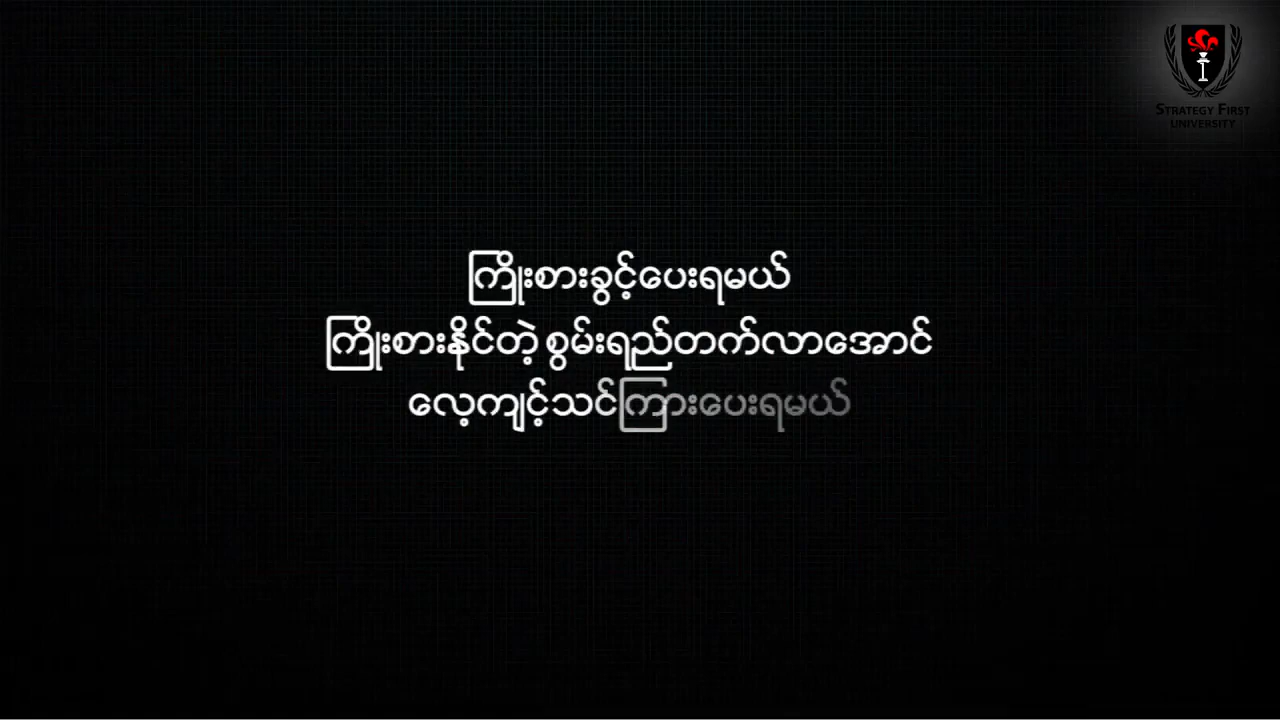 STRATEGY FIRST
UNIVERSITY
ကြိုးစားခွင့်ပေးရမယ်
ကြိုးစားနိုင်တဲ့ စွမ်းရည်တက်လာအောင်
လေ့ကျင့်သင်ကြားပေးရမယ်